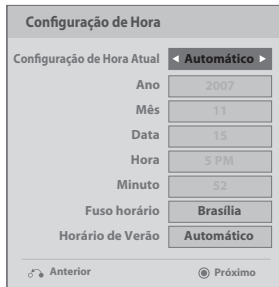 Configuração de Hora
Configuração de Hora Atual Automático
Ano 2007
Mês 11
Data 15
Hora 5 PM
Minuto 52
Fuso horário Brasília
Horário de Verão Automático
Anterior Próximo